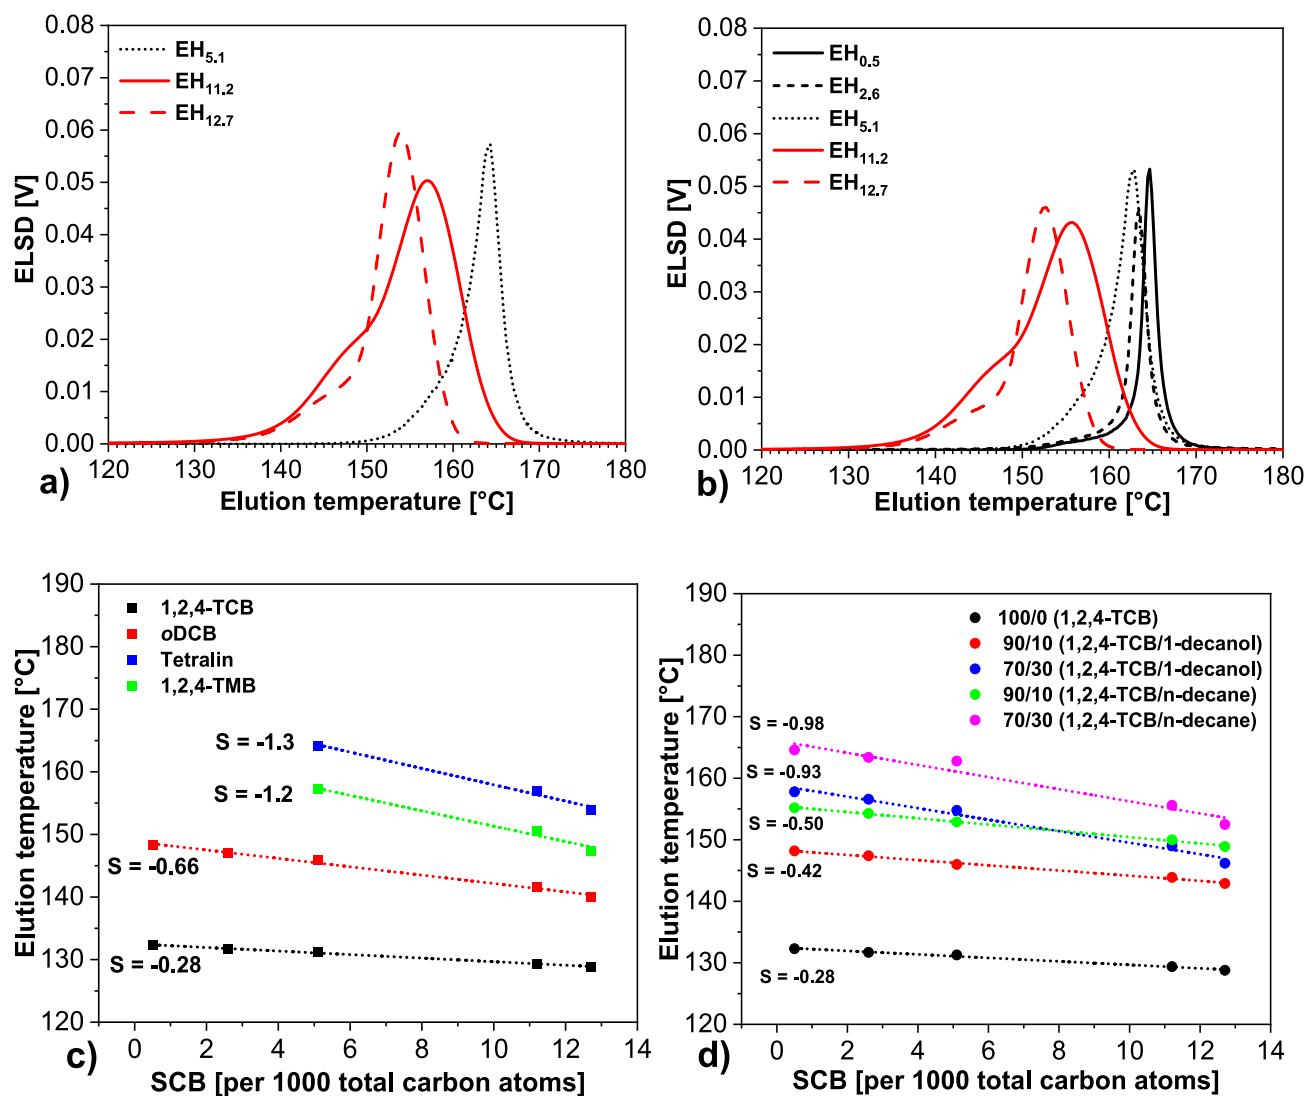 0.08
0.07
0.06
0.05
0.04
0.03
0.02
0.01
0.00
ELSD [V]
EH5.1
EH11.2
EH12.7
120 130 140 150 160 170 180
Elution temperature [°C]
a)
0.08
0.07
0.06
0.05
0.04
0.03
0.02
0.01
0.00
ELSD [V]
EH0.5
EH2.6
EH5.1
EH11.2
EH12.7
120 130 140 150 160 170 180
Elution temperature [°C]
b)
190
180
170
160
150
140
130
120
Elution temperature [°C]
1,2,4-TCB
oDCB
Tetralin
1,2,4-TMB
S = -1.3
S = -1.2
S = -0.66
S = -0.28
0 2 4 6 8 10 12 14
SCB [per 1000 total carbon atoms]
c)
190
180
170
160
150
140
130
120
Elution temperature [°C]
100/0 (1,2,4-TCB)
90/10 (1,2,4-TCB/1-decanol)
70/30 (1,2,4-TCB/1-decanol)
90/10 (1,2,4-TCB/n-decane)
70/30 (1,2,4-TCB/n-decane)
S = -0.98
S = -0.93
S = -0.50
S = -0.42
S = -0.28
0 2 4 6 8 10 12 14
SCB [per 1000 total carbon atoms]
d)